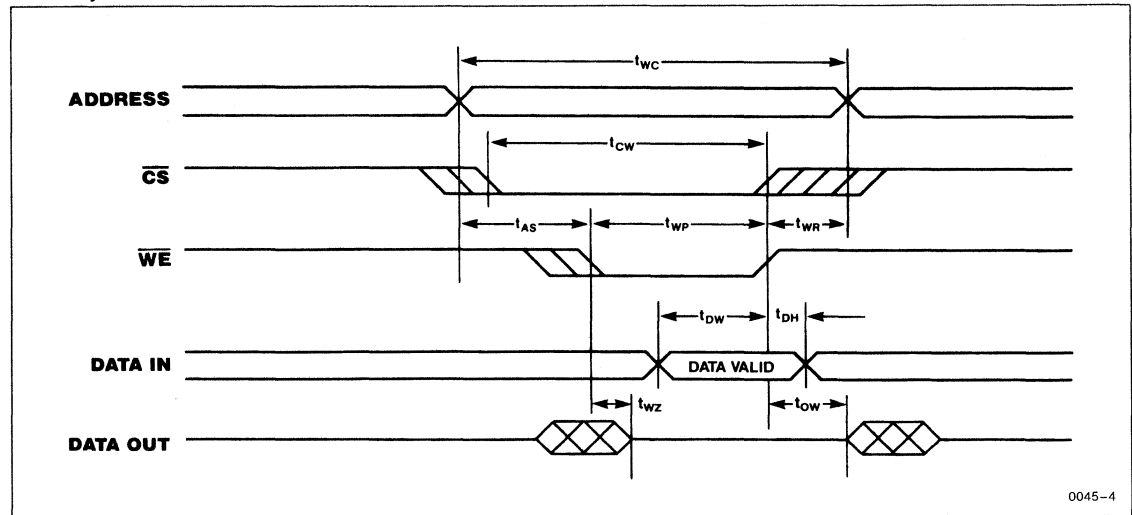 tWC
ADDRESS
tCW
CS
tAS
tWP
tWR
WE
tDW
tDH
DATA IN
DATA VALID
tWZ
tOW
DATA OUT
0045-4